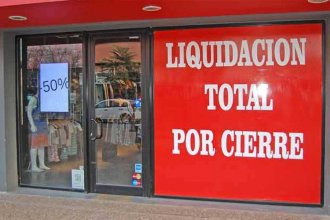 -50%
LIQUIDACION
TOTAL
POR CIERRE